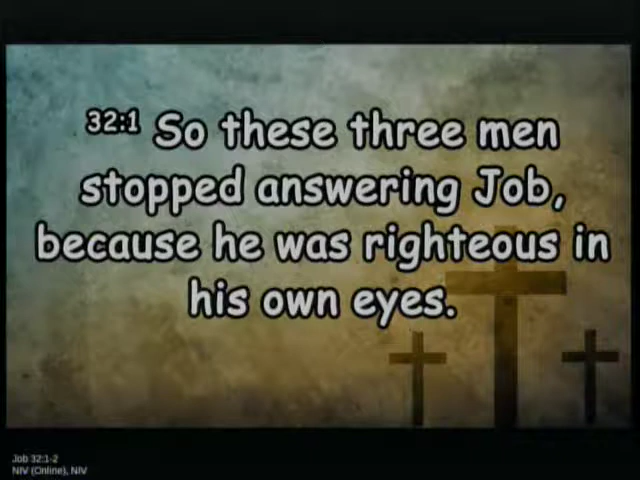 32:1 So these three men
stopped answering Job,
because he was righteous in
his own eyes.
Job 32:1-2
NIV (Online), NIV